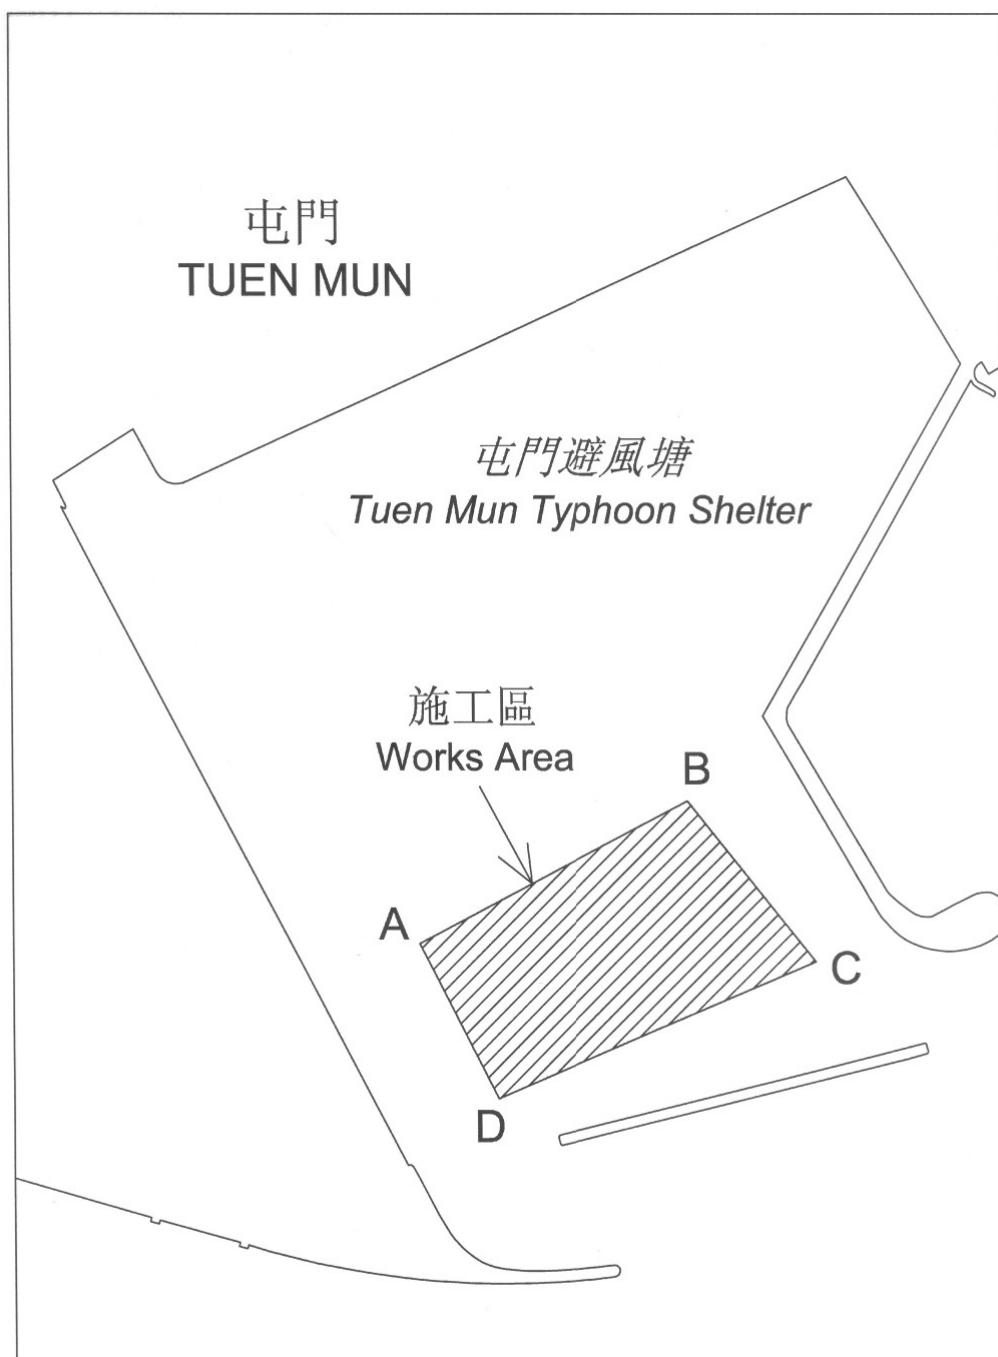 屯門
TUEN MUN
屯門避風塘
Tuen Mun Typhoon Shelter
施工區
Works Area
B
A
C
D